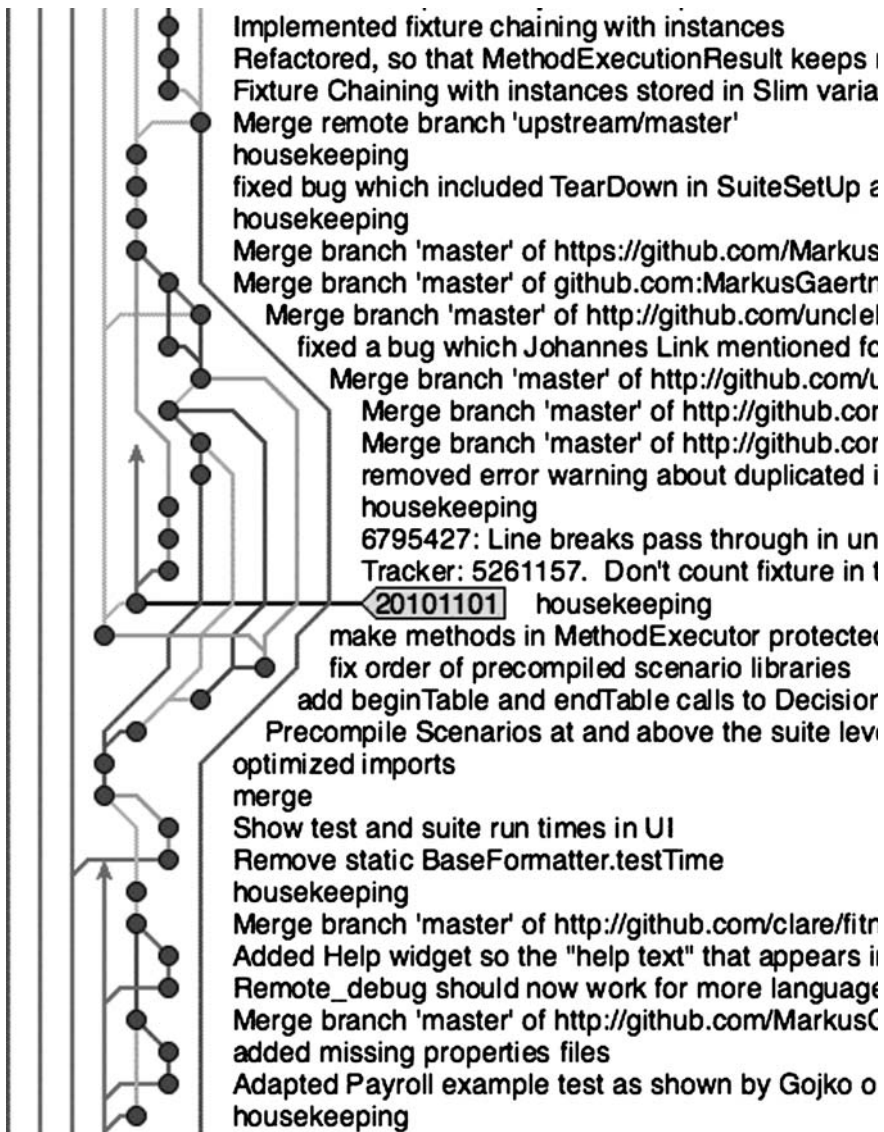 Implemented fixture chaining with instances
Refactored, so that MethodExecutionResult keeps
Fixture Chaining with instances stored in Slim varia
Merge remote branch 'upstream/master'
housekeeping
fixed bug which included TearDown in SuiteSetUp a
housekeeping
Merge branch 'master' of https://github.com/Markus
Merge branch 'master' of github.com:MarkusGaertn
Merge branch 'master' of http://github.com/uncle
fixed a bug which Johannes Link mentioned fo
Merge branch 'master' of http://github.com/u
Merge branch 'master' of http://github.com
Merge branch 'master' of http://github.com
removed error warning about duplicated i
housekeeping
6795427: Line breaks pass through in un
Tracker: 5261157. Don't count fixture in t
20101101 housekeeping
make methods in MethodExecutor protected
fix order of precompiled scenario libraries
add beginTable and endTable calls to Decision
Precompile Scenarios at and above the suite leve
optimized imports
merge
Show test and suite run times in UI
Remove static BaseFormatter.testTime
housekeeping
Merge branch 'master' of http://github.com/clare/fitn
Added Help widget so the "help text" that appears i
Remote_debug should now work for more language
Merge branch 'master' of http://github.com/MarkusG
added missing properties files
Adapted Payroll example test as shown by Gojko o
housekeeping